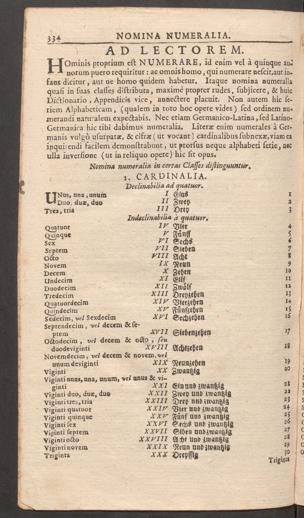 334 NOMINA NUMERALIA.
AD LECTOREM.
Hominis proprium est NUMERARE, id enim vel à quinque an-
norum puero requiritur: ac omnis homo, qui numerare nescit, aut in-
sans dicitur, aut ne homo quidem habetur. Itaque nomina numeralia
quasi in suas classes distributa, maximè propter rudes, subjicere, & huic
Dictionario, Appendicis vice, annectere placuit. Non autem hic se-
riem Alphabeticam, (qualem in toto hoc opere vides) sed ordinem nu-
merandi naturalem expectabis. Nec etiam Germanico-Latina, sed Latino-
Germanica hic tibi dabimus numeralia. Literæ enim numerales à Ger-
manis vulgò usurpatæ, & cifræ (ut vocant) cardinalibus subnexæ, viam ea
inquirendi facilem demonstrabunt, ut prorsus neque alphabeti serie, nec
ulla inversione (ut in reliquo opere) hic sit opus.
Nomina numeralia in certas Classes distinguuntur.
1. CARDINALIA.
Declinabilia ad quatuor.
UNus, una, unum I Eins 1
Duo, duæ, duo II Zwey 2
Tres, tria III Drey 3
Indeclinabilia à quatuor.
Quatuor IV Vier 4
Quinque V Fünff 5
Sex VI Sechs 6
Septem VII Sieben 7
Octo VIII Acht 8
Novem IX Neun 9
Decem X Zehen 10
Undecim XI Elf 11
Duodecim XII Zwölf 12
Tredecim XIII Dreyzehen 13
Quatuordecim XIV Vierzehen 14
Quindecim XV Fünfzehen 15
Sedecim, vel Sexdecim XVI Sechzehen 16
Septendecim, vel decem & se-
ptem XVII Siebenzehen 17
Octodecim, vel decem & octo, seu
duodeviginti XVIII Achtzehen 18
Novemdecim, vel decem & novem, vel
undeviginti XIX Neunzehen 19
Viginti XX Zwantzig 20
Viginti unus, una, unum, vel unus & vi-
ginti XXI Ein und zwantzig 21
Viginti duo, duæ, duo XXII Zwey und zwantzig 22
Viginti tres, tria XXIII Drey und zwantzig 23
Viginti quatuor XXIV Vier und zwantzig 24
Viginti quinque XXV Fünf und zwantzig 25
Viginti sex XXVI Sechs und zwantzig 26
Viginti septem XXVII Sieben und zwantzig 27
Viginti octo XXVIII Acht und zwantzig 28
Viginti novem XXIX Neun und zwantzig 29
Triginta XXX Dreyssig 30
Triginta